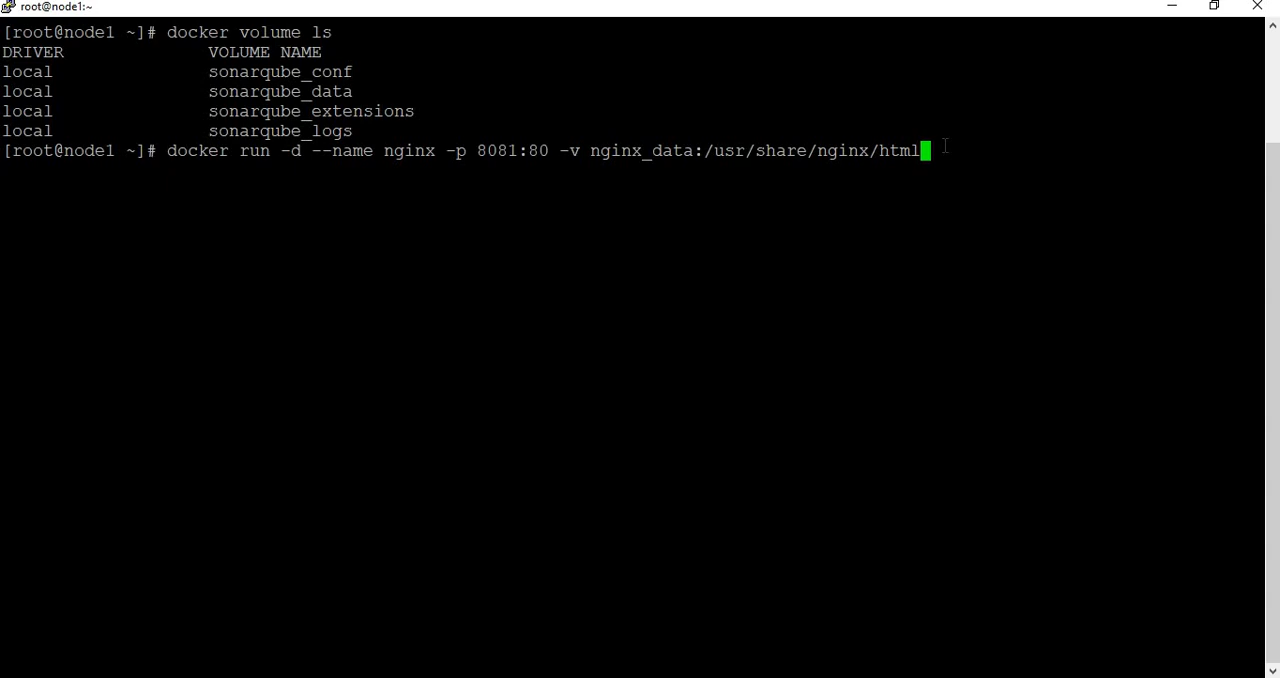 root@node1:~
[root@node1 ~]# docker volume ls
DRIVER              VOLUME NAME
local               sonarqube_conf
local               sonarqube_data
local               sonarqube_extensions
local               sonarqube_logs
[root@node1 ~]# docker run -d --name nginx -p 8081:80 -v nginx_data:/usr/share/nginx/html